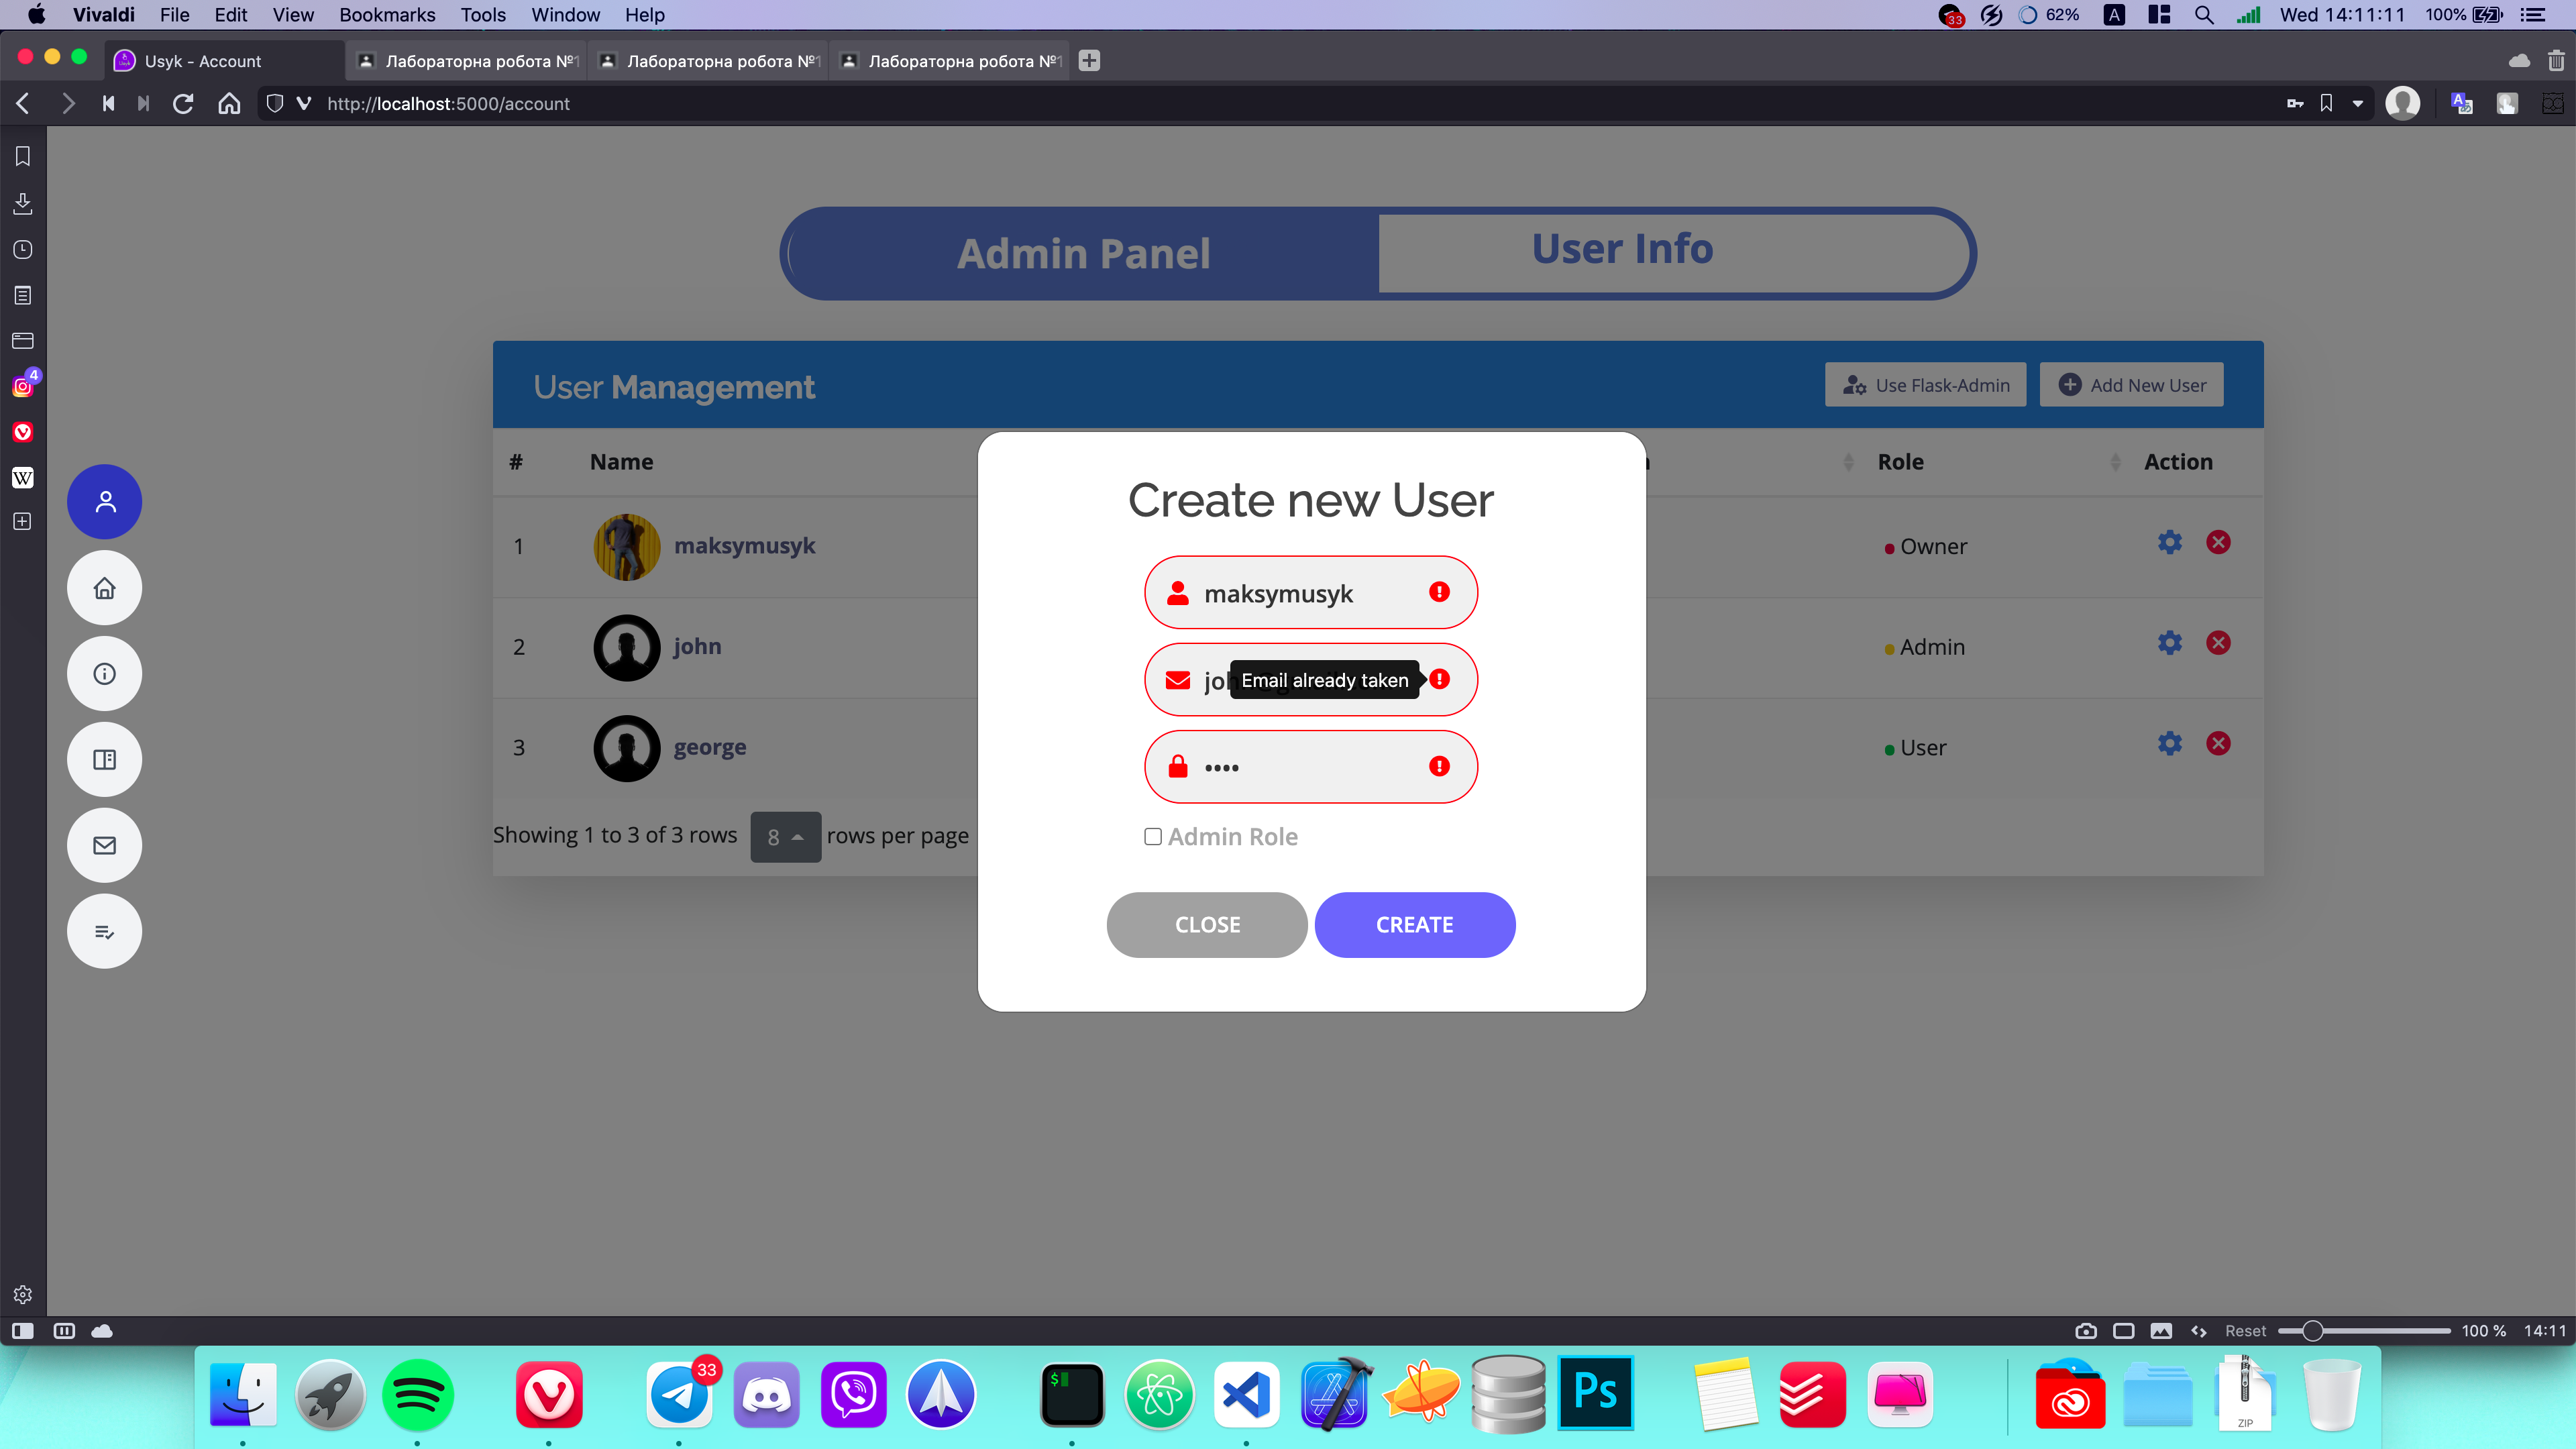 Vivaldi File Edit View Bookmarks Tools Window Help
33 62% A Wed 14:11:11 100%
Usyk - Account Лабораторна робота №1 Лабораторна робота №1 Лабораторна робота №1
http://localhost:5000/account
4
W
Admin Panel User Info
User Management Use Flask-Admin Add New User
# Name Role Action
1 maksymusyk Owner
2 john Admin
3 george User
Showing 1 to 3 of 3 rows 8 rows per page
Create new User
maksymusyk
Email already taken
Admin Role
CLOSE CREATE
Reset 100 % 14:11
33
$
Ps
ZIP